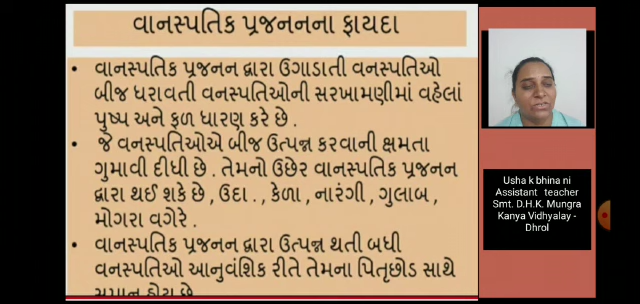 વાનસ્પતિક પ્રજનનના ફાયદા
• વાનસ્પતિક પ્રજનન દ્વારા ઉગાડાતી વનસ્પતિઓ
બીજ ધરાવતી વનસ્પતિઓની સરખામણીમાં વહેલાં
પુષ્પ અને ફળ ધારણ કરે છે .
• જે વનસ્પતિઓએ બીજ ઉત્પન્ન કરવાની ક્ષમતા
ગુમાવી દીધી છે . તેમનો ઉછેર વાનસ્પતિક પ્રજનન
દ્વારા થઈ શકે છે , ઉદા . , કેળા , નારંગી , ગુલાબ ,
મોગરા વગેરે .
• વાનસ્પતિક પ્રજનન દ્વારા ઉત્પન્ન થતી બધી
વનસ્પતિઓ આનુવંશિક રીતે તેમના પિતૃછોડ સાથે
સમાન હોય છે
Usha k bhina ni
Assistant teacher
Smt. D.H.K. Mungra
Kanya Vidhyalay -
Dhrol